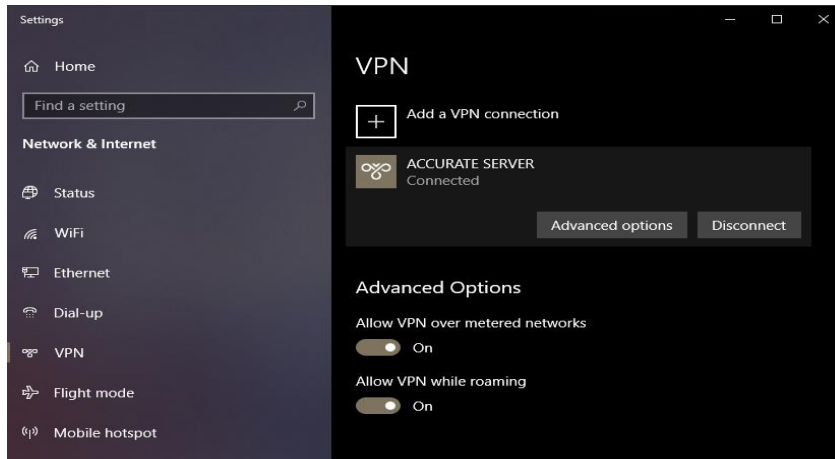 Settings
Home
Find a setting
Network & Internet
Status
WiFi
Ethernet
Dial-up
VPN
Flight mode
Mobile hotspot
VPN
Add a VPN connection
ACCURATE SERVER
Connected
Advanced options Disconnect
Advanced Options
Allow VPN over metered networks
On
Allow VPN while roaming
On